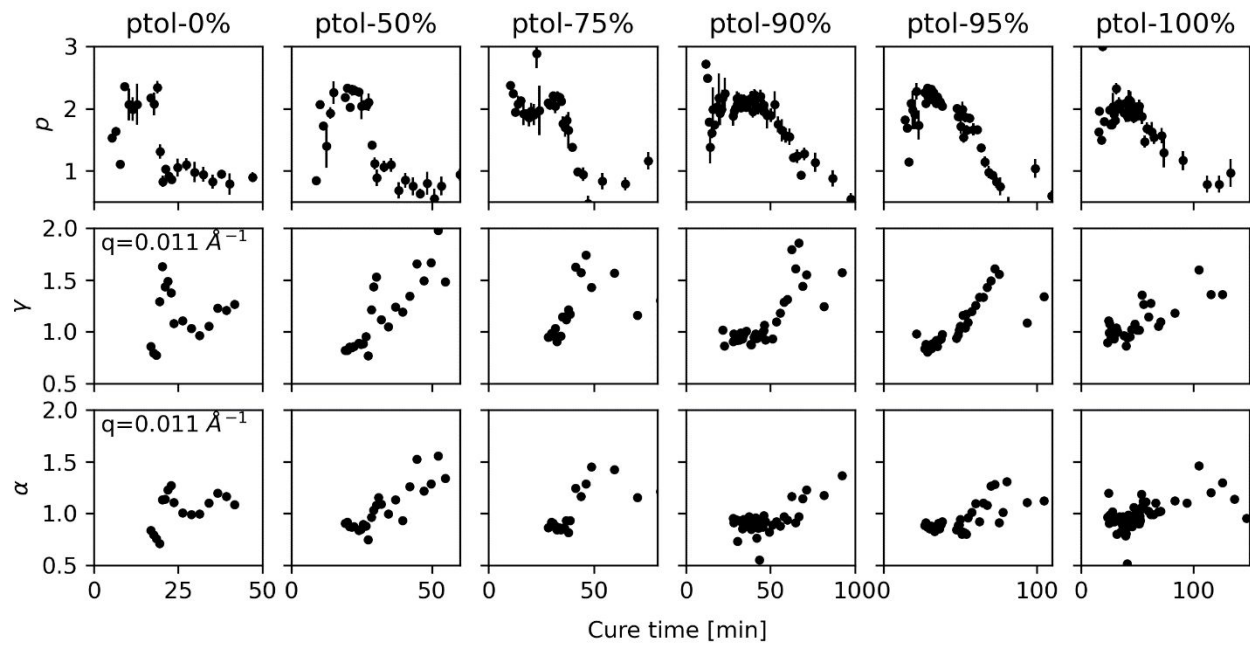 ptol-0% ptol-50% ptol-75% ptol-90% ptol-95% ptol-100%
3
2
1
p
2.0
1.5
1.0
0.5
γ
q=0.011 Å⁻¹
2.0
1.5
1.0
0.5
α
q=0.011 Å⁻¹
0 25 50 0 50 0 50 0 50 100 0 100 0 100
Cure time [min]